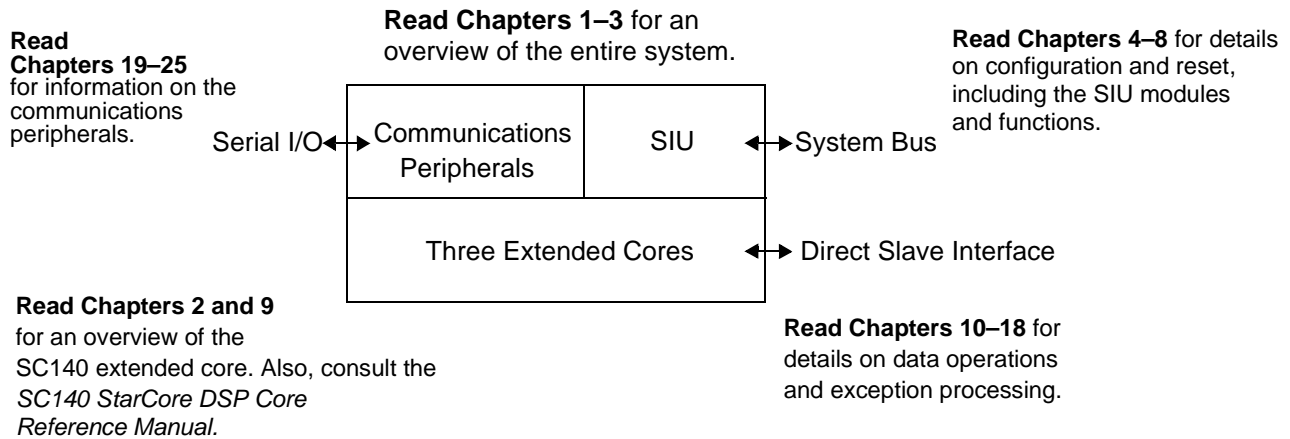 Read Chapters 1–3 for an
overview of the entire system.
Read
Chapters 19–25
for information on the
communications
peripherals.
Read Chapters 4–8 for details
on configuration and reset,
including the SIU modules
and functions.
Serial I/O
Communications
Peripherals
SIU
System Bus
Three Extended Cores
Direct Slave Interface
Read Chapters 2 and 9
for an overview of the
SC140 extended core. Also, consult the
SC140 StarCore DSP Core
Reference Manual.
Read Chapters 10–18 for
details on data operations
and exception processing.